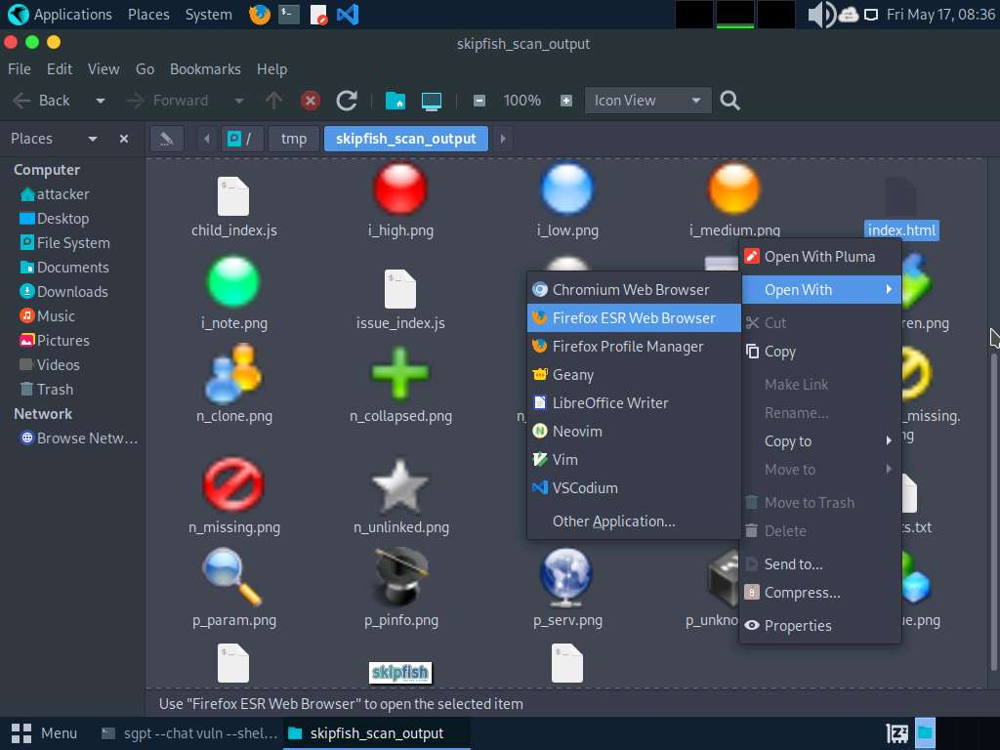 Applications Places System Fri May 17, 08:36
skipfish_scan_output
File Edit View Go Bookmarks Help
Back Forward 100% Icon View
Places / tmp skipfish_scan_output
Computer
attacker
Desktop
File System
Documents
Downloads
Music
Pictures
Videos
Trash
Network
Browse Netw...
child_index.js i_high.png i_low.png i_medium.png index.html
i_note.png issue_index.js ren.png
n_clone.png n_collapsed.png n_ _missing.
ng
n_missing.png n_unlinked.png ts.txt
p_param.png p_pinfo.png p_serv.png p_unkno ue.png
skipfish
Open With Pluma
Open With
Cut
Copy
Make Link
Rename...
Copy to
Move to
Move to Trash
Delete
Send to...
Compress...
Properties
Chromium Web Browser
Firefox ESR Web Browser
Firefox Profile Manager
Geany
LibreOffice Writer
Neovim
Vim
VSCodium
Other Application...
Use "Firefox ESR Web Browser" to open the selected item
Menu sgpt --chat vuln --shel... skipfish_scan_output